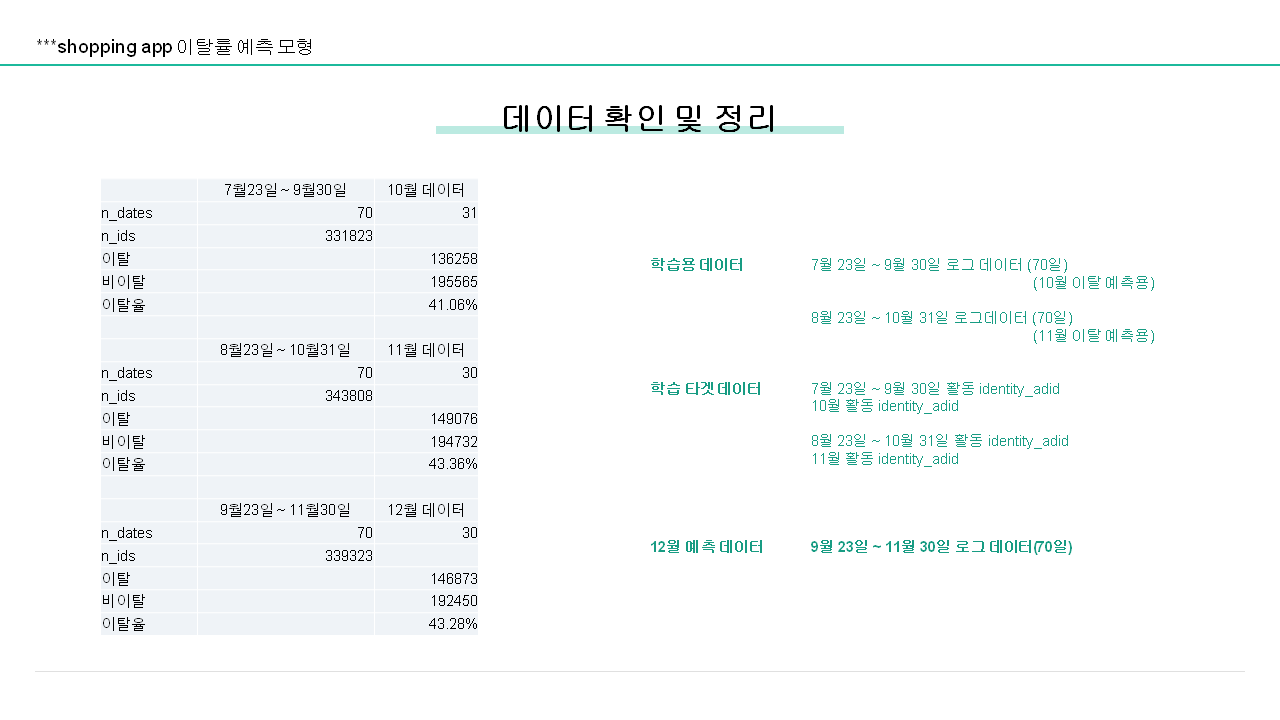 ***shopping app 이탈률 예측 모형
데이터 확인 및 정리
7월23일 ~ 9월30일 10월 데이터
n_dates 70 31
n_ids 331823
이탈 136258
비이탈 195565
이탈율 41.06%
8월23일 ~ 10월31일 11월 데이터
n_dates 70 30
n_ids 343808
이탈 149076
비이탈 194732
이탈율 43.36%
9월23일 ~ 11월30일 12월 데이터
n_dates 70 30
n_ids 339323
이탈 146873
비이탈 192450
이탈율 43.28%
학습용 데이터 7월 23일 ~ 9월 30일 로그 데이터 (70일)
(10월 이탈 예측용)
8월 23일 ~ 10월 31일 로그데이터 (70일)
(11월 이탈 예측용)
학습 타겟 데이터 7월 23일 ~ 9월 30일 활동 identity_adid
10월 활동 identity_adid
8월 23일 ~ 10월 31일 활동 identity_adid
11월 활동 identity_adid
12월 예측 데이터 9월 23일 ~ 11월 30일 로그 데이터(70일)